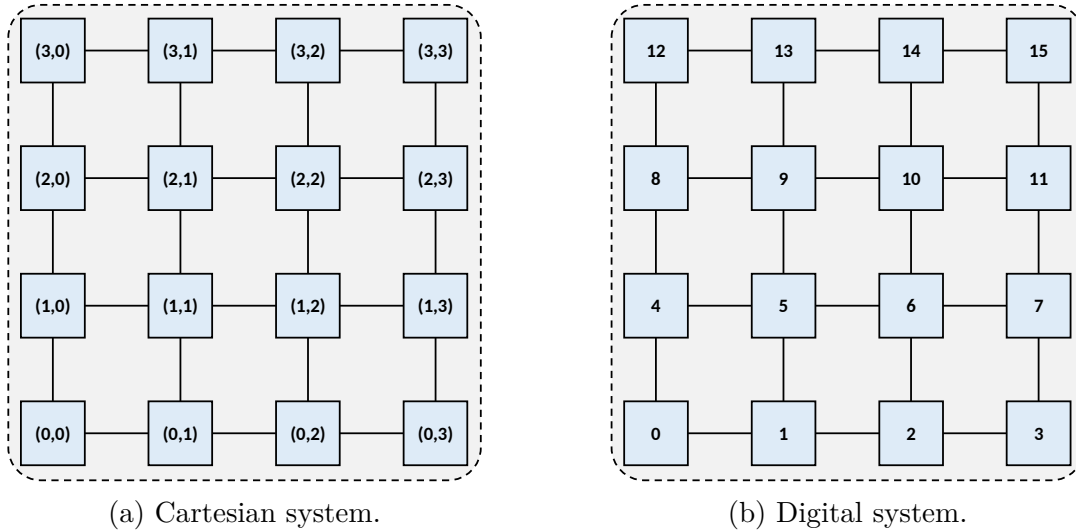 (3,0) (3,1) (3,2) (3,3)
(2,0) (2,1) (2,2) (2,3)
(1,0) (1,1) (1,2) (1,3)
(0,0) (0,1) (0,2) (0,3)
(a) Cartesian system.
12 13 14 15
8 9 10 11
4 5 6 7
0 1 2 3
(b) Digital system.